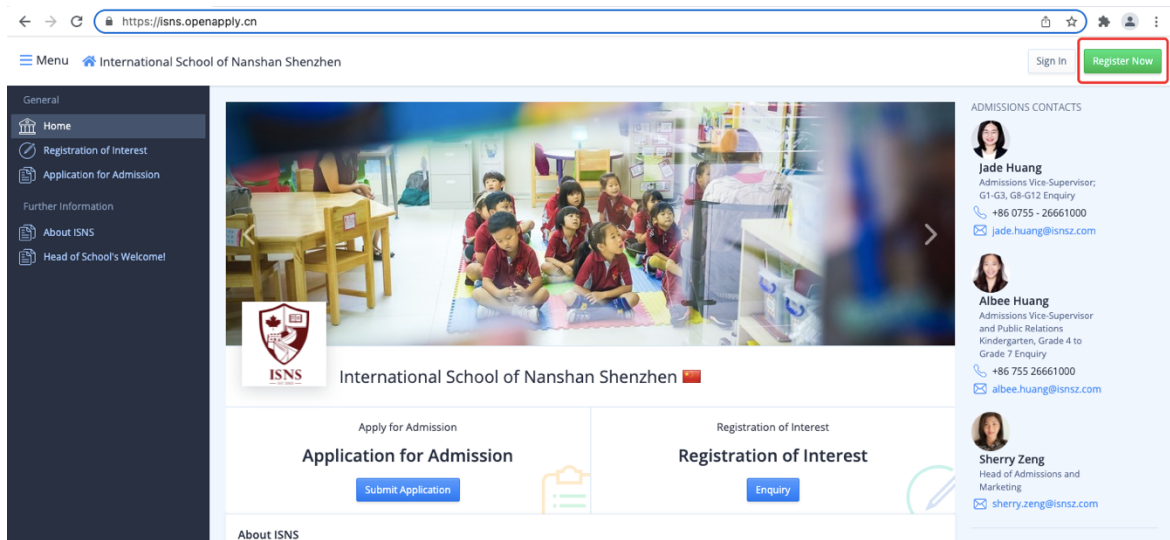 https://isns.openapply.cn
Menu
International School of Nanshan Shenzhen
Sign In
Register Now
General
Home
Registration of Interest
Application for Admission
Further Information
About ISNS
Head of School's Welcome!
ISNS
International School of Nanshan Shenzhen
Apply for Admission
Application for Admission
Submit Application
Registration of Interest
Registration of Interest
Enquiry
About ISNS
ADMISSIONS CONTACTS
Jade Huang
Admissions Vice-Supervisor;
G1-G3, G8-G12 Enquiry
+86 0755 - 26661000
jade.huang@isnsz.com
Albee Huang
Admissions Vice-Supervisor
and Public Relations
Kindergarten, Grade 4 to
Grade 7 Enquiry
+86 755 26661000
albee.huang@isnsz.com
Sherry Zeng
Head of Admissions and
Marketing
sherry.zeng@isnsz.com